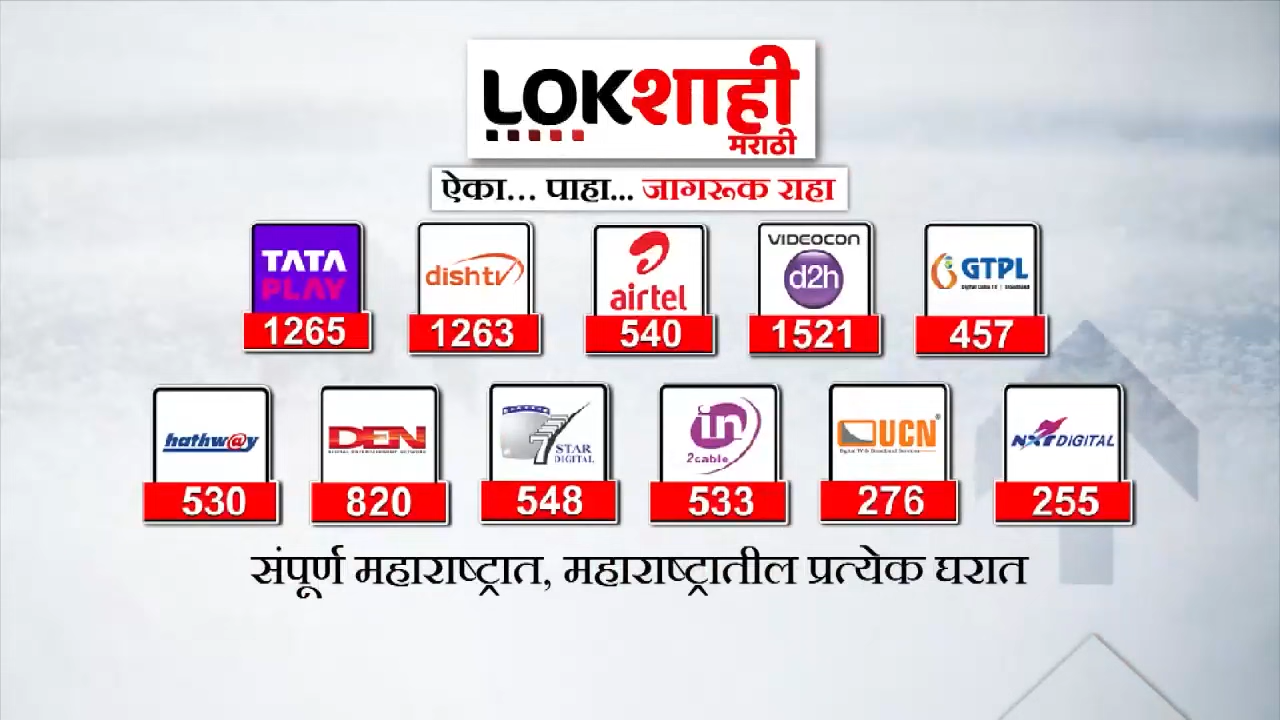 LOKशाही
मराठी
ऐका... पाहा... जागरूक राहा
TATA PLAY
dishtv
airtel
VIDEOCON d2h
GTPL
1265
1263
540
1521
457
hathw@y
DEN
7 STAR DIGITAL
in 2cable
UCN
NXT DIGITAL
530
820
548
533
276
255
संपूर्ण महाराष्ट्रात, महाराष्ट्रातील प्रत्येक घरात